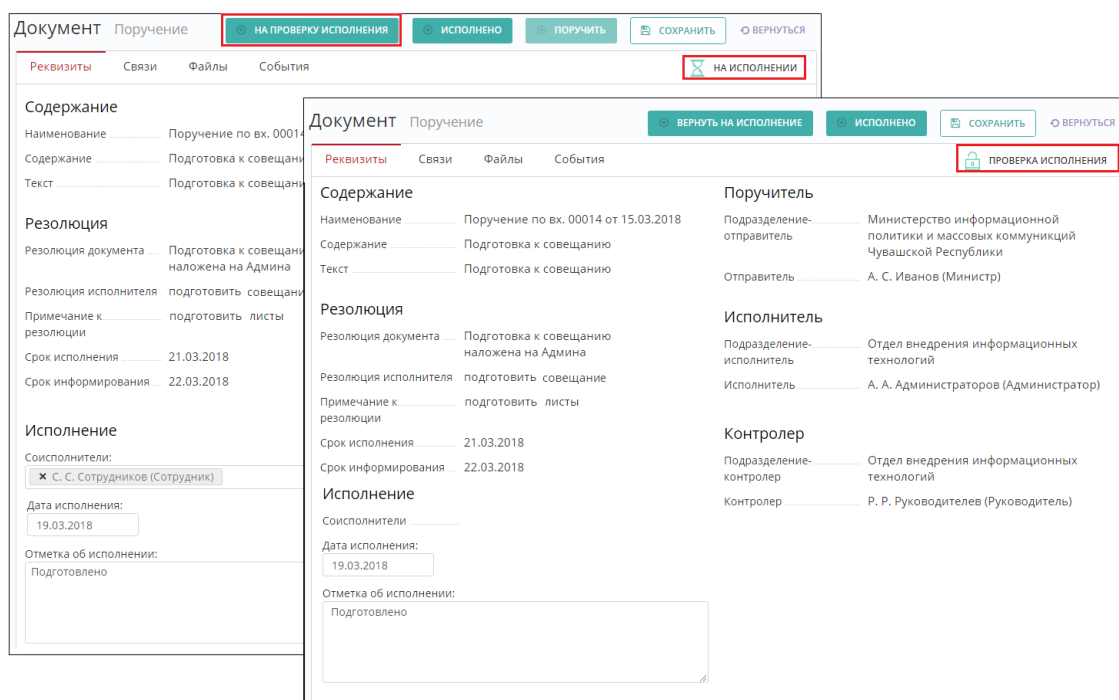 Документ Поручение
НА ПРОВЕРКУ ИСПОЛНЕНИЯ
ИСПОЛНЕНО
ПОРУЧИТЬ
СОХРАНИТЬ
ВЕРНУТЬСЯ
Реквизиты Связи Файлы События
НА ИСПОЛНЕНИИ
Содержание
Наименование Поручение по вх. 00014
Содержание Подготовка к совещани
Текст Подготовка к совещани
Резолюция
Резолюция документа Подготовка к совещани
наложена на Админа
Резолюция исполнителя подготовить совещани
Примечание к подготовить листы
резолюции
Срок исполнения 21.03.2018
Срок информирования 22.03.2018
Исполнение
Соисполнители:
× С. С. Сотрудников (Сотрудник)
Дата исполнения:
19.03.2018
Отметка об исполнении:
Подготовлено
Документ Поручение
ВЕРНУТЬ НА ИСПОЛНЕНИЕ
ИСПОЛНЕНО
СОХРАНИТЬ
ВЕРНУТЬСЯ
Реквизиты Связи Файлы События
ПРОВЕРКА ИСПОЛНЕНИЯ
Содержание
Наименование Поручение по вх. 00014 от 15.03.2018
Содержание Подготовка к совещанию
Текст Подготовка к совещанию
Резолюция
Резолюция документа Подготовка к совещанию
наложена на Админа
Резолюция исполнителя подготовить совещание
Примечание к подготовить листы
резолюции
Срок исполнения 21.03.2018
Срок информирования 22.03.2018
Исполнение
Соисполнители
Дата исполнения:
19.03.2018
Отметка об исполнении:
Подготовлено
Поручитель
Подразделение- Министерство информационной
отправитель политики и массовых коммуникций
Чувашской Республики
Отправитель А. С. Иванов (Министр)
Исполнитель
Подразделение- Отдел внедрения информационных
исполнитель технологий
Исполнитель А. А. Администраторов (Администратор)
Контролер
Подразделение- Отдел внедрения информационных
контролер технологий
Контролер Р. Р. Руководителев (Руководитель)